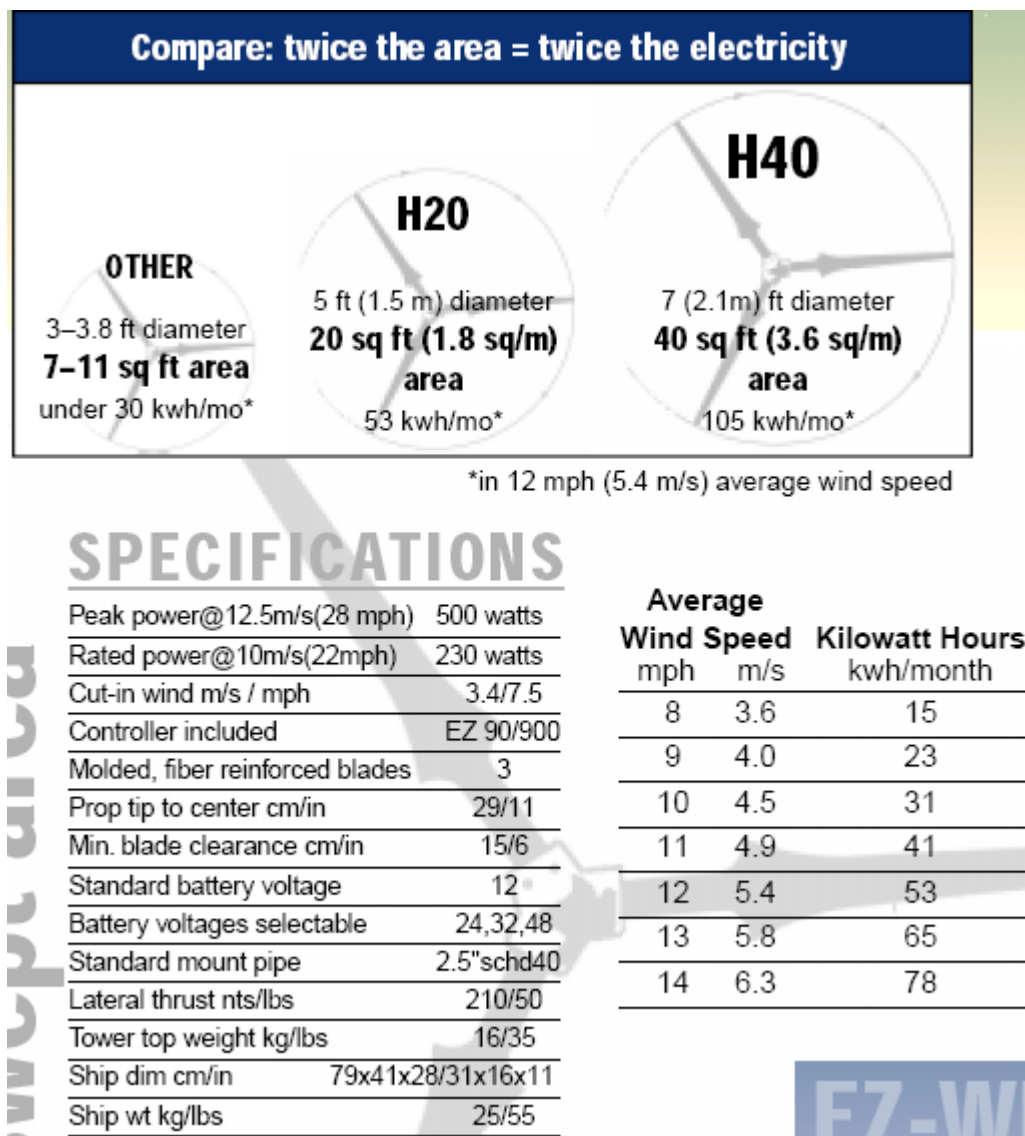 Compare: twice the area = twice the electricity
OTHER
3–3.8 ft diameter
7–11 sq ft area
under 30 kwh/mo*
H20
5 ft (1.5 m) diameter
20 sq ft (1.8 sq/m)
area
53 kwh/mo*
H40
7 (2.1m) ft diameter
40 sq ft (3.6 sq/m)
area
105 kwh/mo*
*in 12 mph (5.4 m/s) average wind speed
SPECIFICATIONS
Peak power@12.5m/s(28 mph) 500 watts
Rated power@10m/s(22mph) 230 watts
Cut-in wind m/s / mph 3.4/7.5
Controller included EZ 90/900
Molded, fiber reinforced blades 3
Prop tip to center cm/in 29/11
Min. blade clearance cm/in 15/6
Standard battery voltage 12
Battery voltages selectable 24,32,48
Standard mount pipe 2.5"schd40
Lateral thrust nts/lbs 210/50
Tower top weight kg/lbs 16/35
Ship dim cm/in 79x41x28/31x16x11
Ship wt kg/lbs 25/55
Average
Wind Speed Kilowatt Hours
mph m/s kwh/month
8 3.6 15
9 4.0 23
10 4.5 31
11 4.9 41
12 5.4 53
13 5.8 65
14 6.3 78
wept area